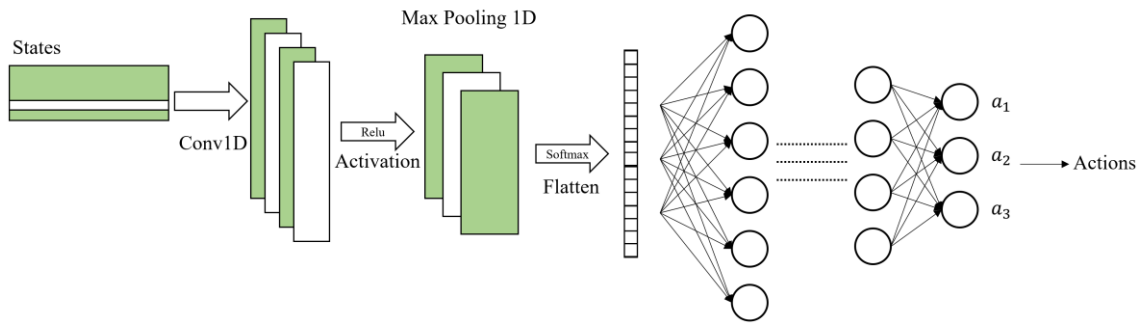 States
Conv1D
Relu
Activation
Max Pooling 1D
Softmax
Flatten
a₁
a₂
a₃
Actions